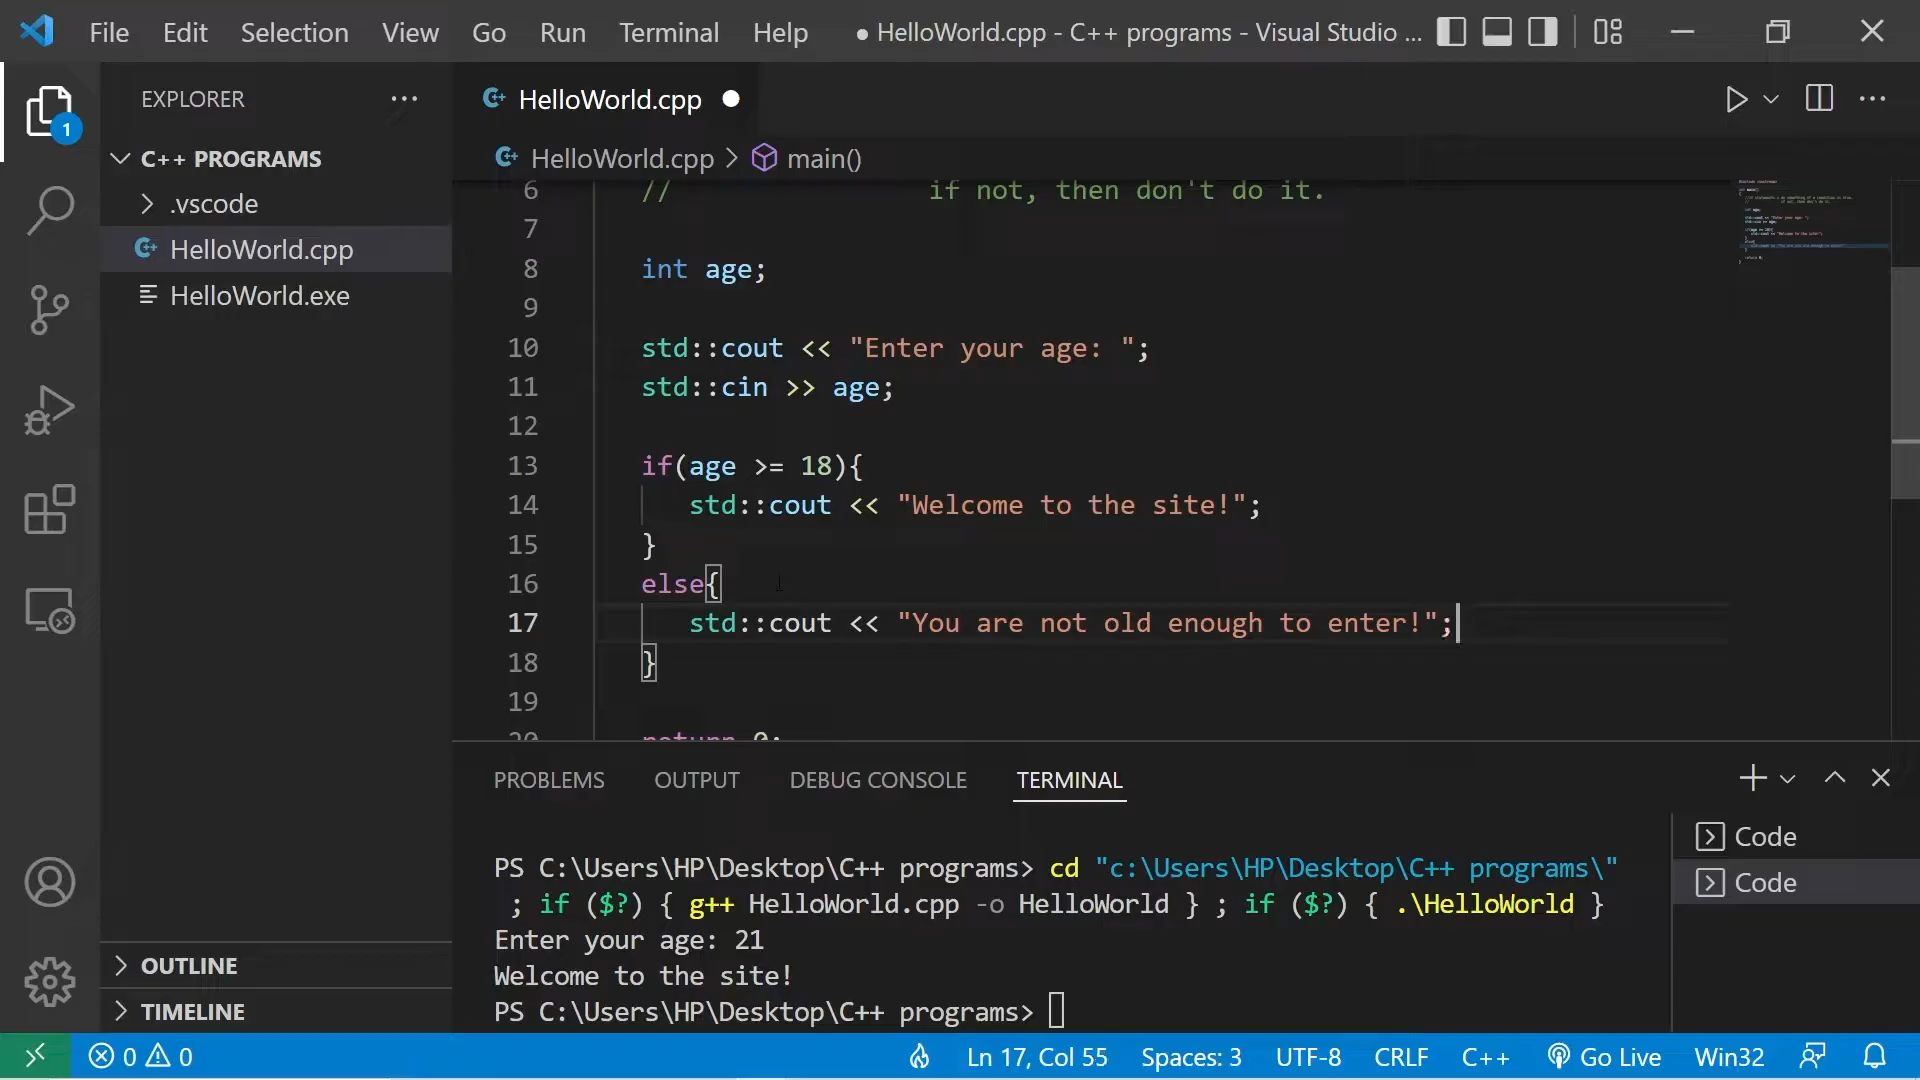 File Edit Selection View Go Run Terminal Help ● HelloWorld.cpp - C++ programs - Visual Studio ...
EXPLORER
C++ PROGRAMS
.vscode
HelloWorld.cpp
HelloWorld.exe
OUTLINE
TIMELINE
1
HelloWorld.cpp ●
HelloWorld.cpp > main()
6 // if not, then don't do it.
7
8 int age;
9
10 std::cout << "Enter your age: ";
11 std::cin >> age;
12
13 if(age >= 18){
14 std::cout << "Welcome to the site!";
15 }
16 else{
17 std::cout << "You are not old enough to enter!";
18 }
19
20 return 0;
PROBLEMS OUTPUT DEBUG CONSOLE TERMINAL
PS C:\Users\HP\Desktop\C++ programs> cd "c:\Users\HP\Desktop\C++ programs\"
; if ($?) { g++ HelloWorld.cpp -o HelloWorld } ; if ($?) { .\HelloWorld }
Enter your age: 21
Welcome to the site!
PS C:\Users\HP\Desktop\C++ programs>
Code
Code
0 0 Ln 17, Col 55 Spaces: 3 UTF-8 CRLF C++ Go Live Win32